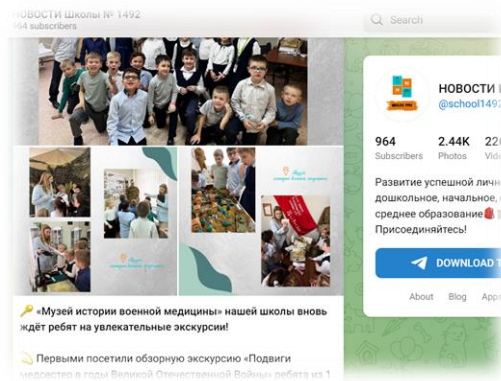 НОВОСТИ Школы № 1492
964 subscribers
Search
НОВОСТИ
@school1492
964
2.44K
Subscribers
Photos
Развитие успешной
дошкольное, начальное,
среднее образование
Присоединяйтесь!
DOWNLOAD
About
Blog
🔑 «Музей истории военной медицины» нашей школы вновь
ждёт ребят на увлекательные экскурсии!
💫 Первыми посетили обзорную экскурсию «Подвиги
медсестёр в годы Великой Отечественной Войны» ребята из 1